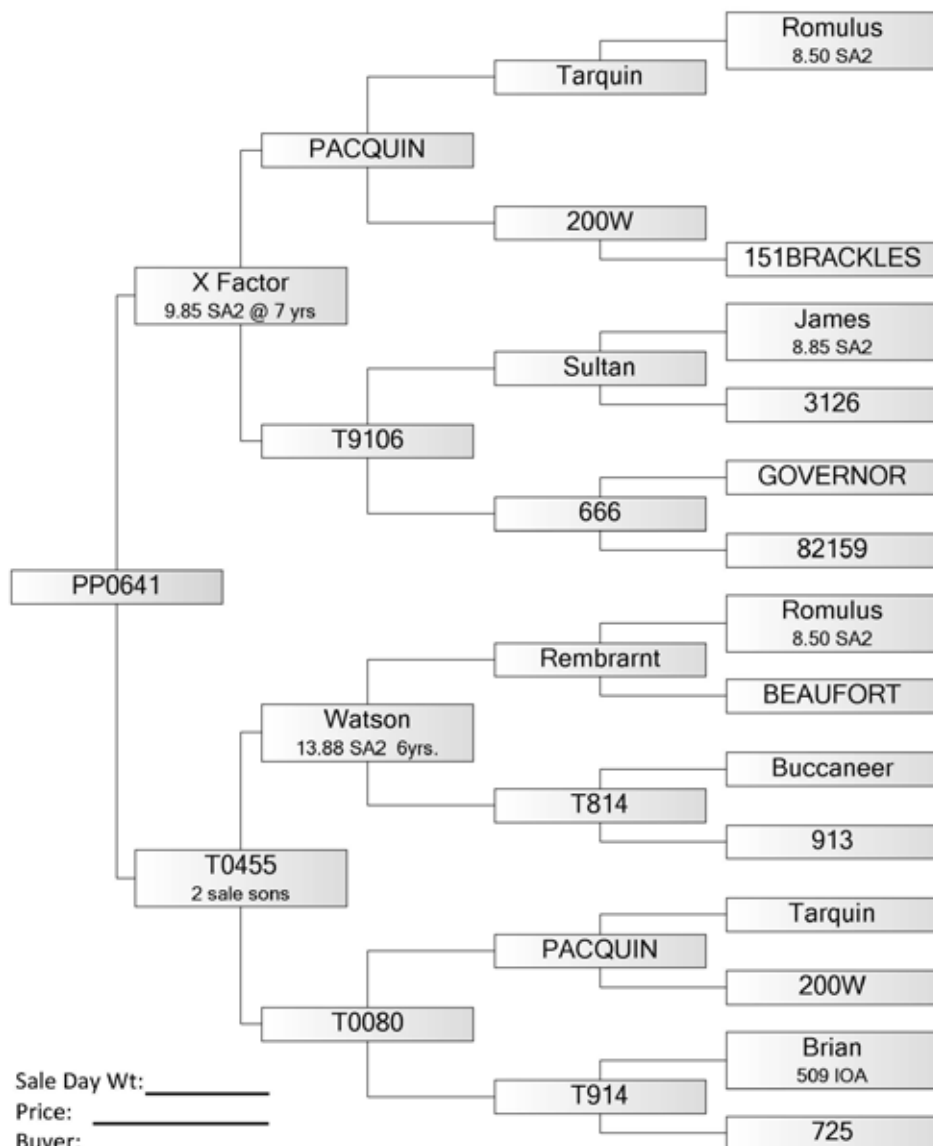 Romulus
8.50 SA2
Tarquin
PACQUIN
200W
151BRACKLES
X Factor
9.85 SA2 @ 7 yrs
James
8.85 SA2
Sultan
3126
T9106
GOVERNOR
666
82159
PP0641
Romulus
8.50 SA2
Rembrarnt
BEAUFORT
Watson
13.88 SA2 6yrs.
Buccaneer
T814
913
T0455
2 sale sons
Tarquin
PACQUIN
200W
T0080
Brian
509 IOA
T914
725
Sale Day Wt:
Price:
Buyer: